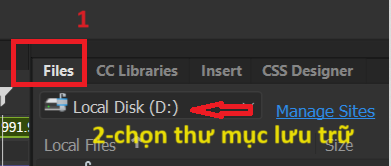 1
Files CC Libraries Insert CSS Designer
Local Disk (D:) Manage Sites
991.
2-chọn thư mục lưu trữ
Local Files